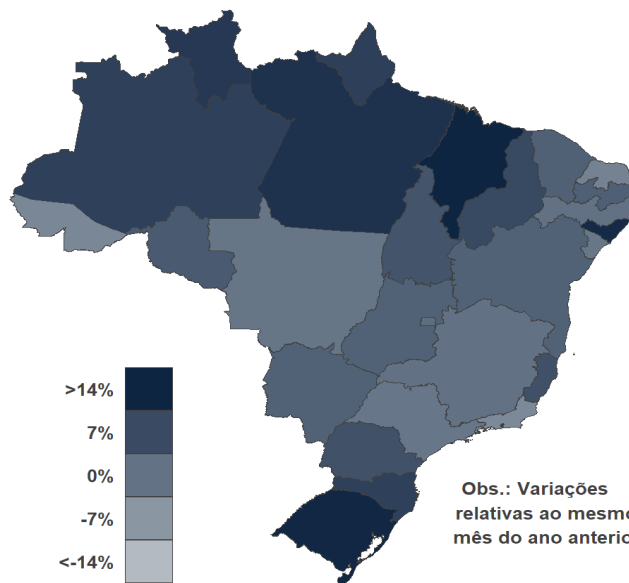 >14%
7%
0%
-7%
<-14%
Obs.: Variações
relativas ao mesmo
mês do ano anterio